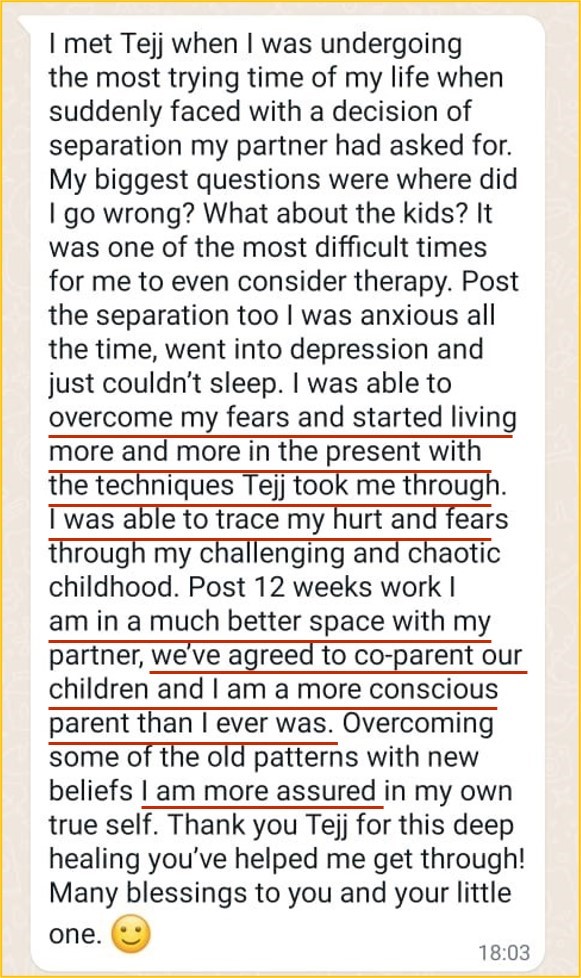 I met Tejj when I was undergoing
the most trying time of my life when
suddenly faced with a decision of
separation my partner had asked for.
My biggest questions were where did
I go wrong? What about the kids? It
was one of the most difficult times
for me to even consider therapy. Post
the separation too I was anxious all
the time, went into depression and
just couldn't sleep. I was able to
overcome my fears and started living
more and more in the present with
the techniques Tejj took me through.
I was able to trace my hurt and fears
through my challenging and chaotic
childhood. Post 12 weeks work I
am in a much better space with my
partner, we've agreed to co-parent our
children and I am a more conscious
parent than I ever was. Overcoming
some of the old patterns with new
beliefs I am more assured in my own
true self. Thank you Tejj for this deep
healing you've helped me get through!
Many blessings to you and your little
one. 🙂
18:03